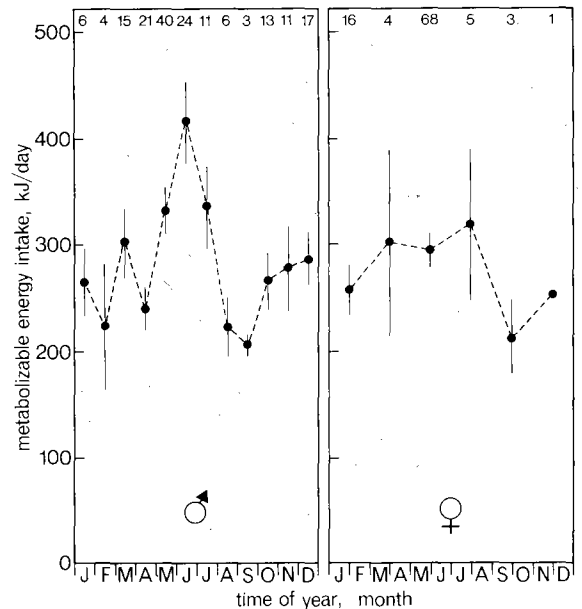 500
400
300
200
100
0
metabolizable energy intake, kJ/day
6 4 15 21 40 24 11 6 3 13 11 17
16 4 68 5 3. 1
♂
♀
J F M A M J J A S O N D
J F M A M J J A S O N D
time of year, month